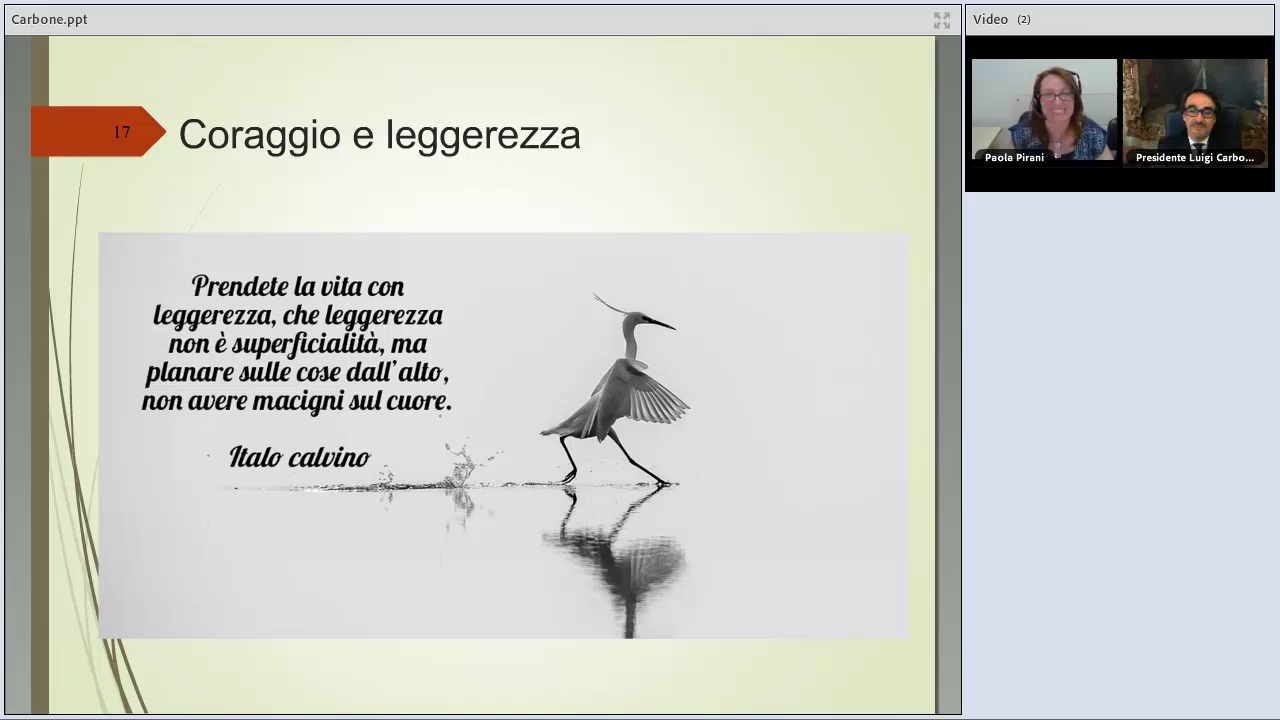 Carbone.ppt
Video (2)
Paola Pirani
Presidente Luigi Carbo...
17
Coraggio e leggerezza
Prendete la vita con
leggerezza, che leggerezza
non è superficialità, ma
planare sulle cose dall'alto,
non avere macigni sul cuore.
Italo calvino